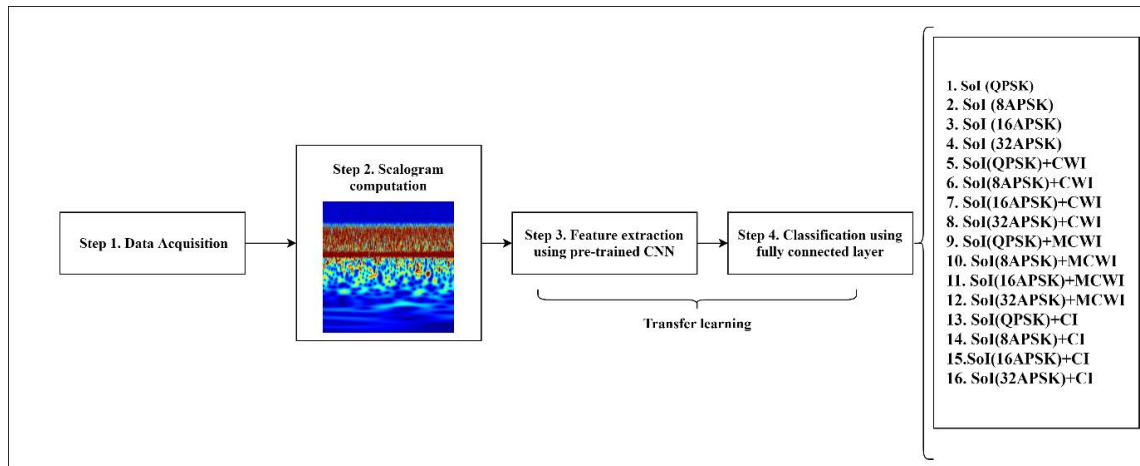 Step 1. Data Acquisition
Step 2. Scalogram
computation
Step 3. Feature extraction
using pre-trained CNN
Step 4. Classification using
fully connected layer
Transfer learning
1. SoI (QPSK)
2. SoI (8APSK)
3. SoI (16APSK)
4. SoI (32APSK)
5. SoI(QPSK)+CWI
6. SoI(8APSK)+CWI
7. SoI(16APSK)+CWI
8. SoI(32APSK)+CWI
9. SoI(QPSK)+MCWI
10. SoI(8APSK)+MCWI
11. SoI(16APSK)+MCWI
12. SoI(32APSK)+MCWI
13. SoI(QPSK)+CI
14. SoI(8APSK)+CI
15.SoI(16APSK)+CI
16. SoI(32APSK)+CI